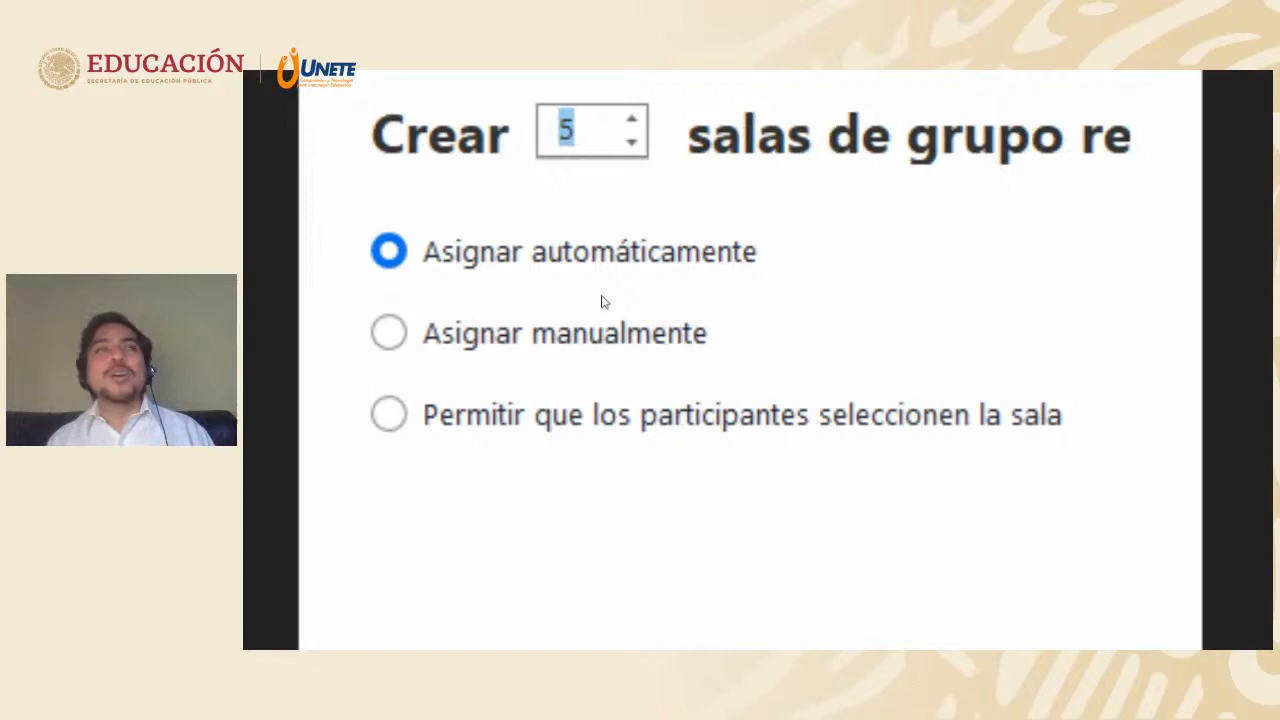 EDUCACIÓN
SECRETARÍA DE EDUCACIÓN PÚBLICA
UNETE
Crear 5 salas de grupo re
Asignar automáticamente
Asignar manualmente
Permitir que los participantes seleccionen la sala